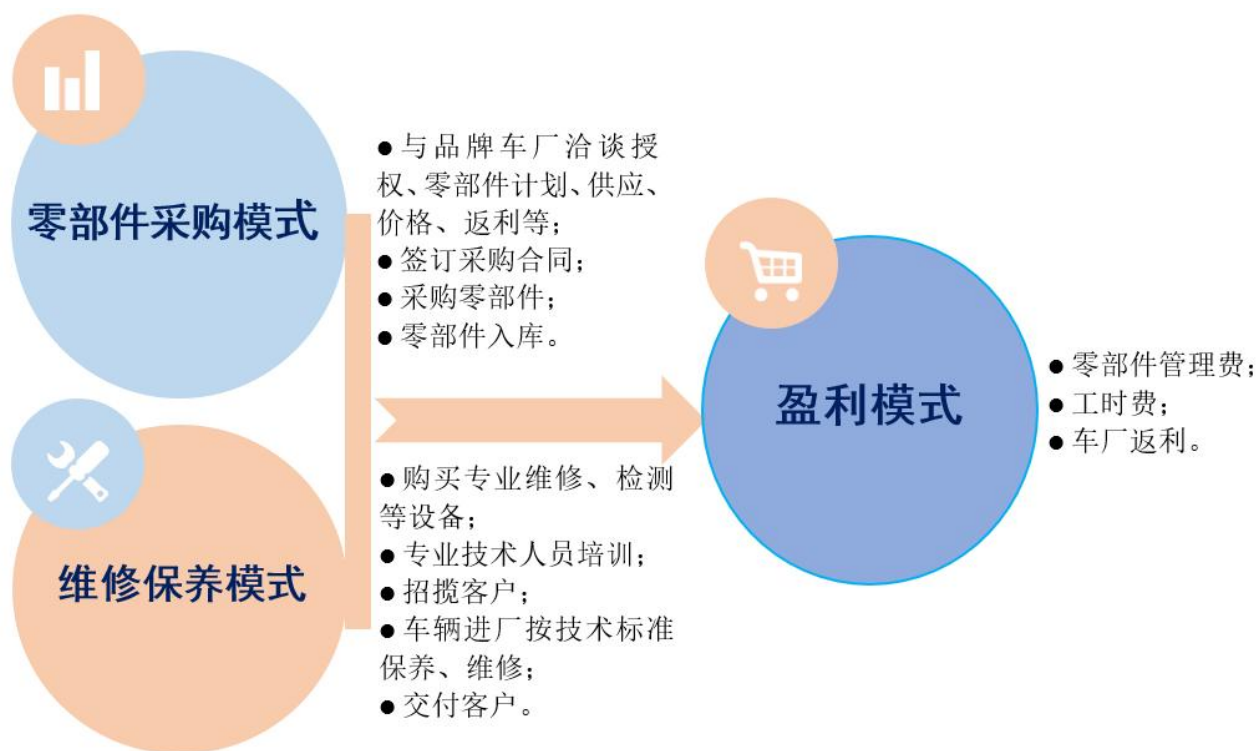 零部件采购模式
●与品牌车厂洽谈授
权、零部件计划、供应、
价格、返利等；
●签订采购合同；
●采购零部件；
●零部件入库。
维修保养模式
●购买专业维修、检测
等设备；
●专业技术人员培训；
●招揽客户；
●车辆进厂按技术标准
保养、维修；
●交付客户。
盈利模式
●零部件管理费；
●工时费；
●车厂返利。